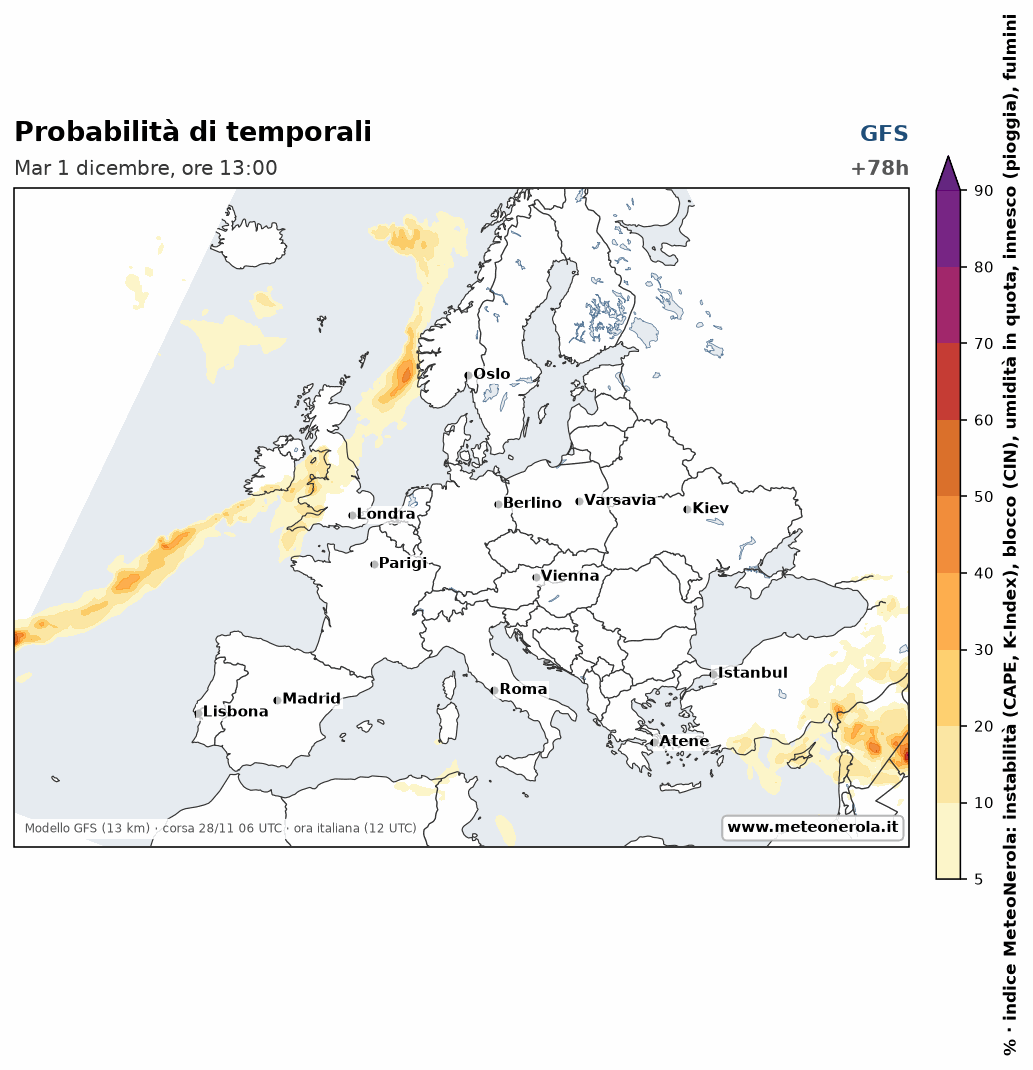 Probabilità di temporali
GFS
Mar 1 dicembre, ore 13:00
+78h
Oslo
Londra
Berlino
Varsavia
Kiev
Parigi
Vienna
Istanbul
Roma
Madrid
Lisbona
Atene
Modello GFS (13 km) · corsa 28/11 06 UTC · ora italiana (12 UTC)
www.meteonerola.it
90
80
70
60
50
40
30
20
10
5
% · indice MeteoNerola: instabilità (CAPE, K-Index), blocco (CIN), umidità in quota, innesco (pioggia), fulmini